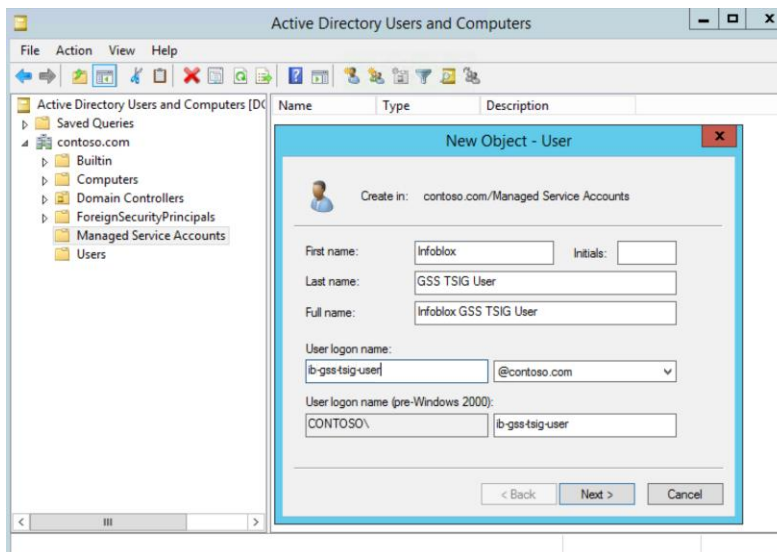 Active Directory Users and Computers
File Action View Help
Active Directory Users and Computers [DC
Saved Queries
contoso.com
Builtin
Computers
Domain Controllers
ForeignSecurityPrincipals
Managed Service Accounts
Users
Name Type Description
New Object - User
x
Create in: contoso.com/Managed Service Accounts
First name: Infoblox Initials:
Last name: GSS TSIG User
Full name: Infoblox GSS TSIG User
User logon name:
ib-gss-tsig-user @contoso.com
User logon name (pre-Windows 2000):
CONTOSO\ ib-gss-tsig-user
< Back Next > Cancel